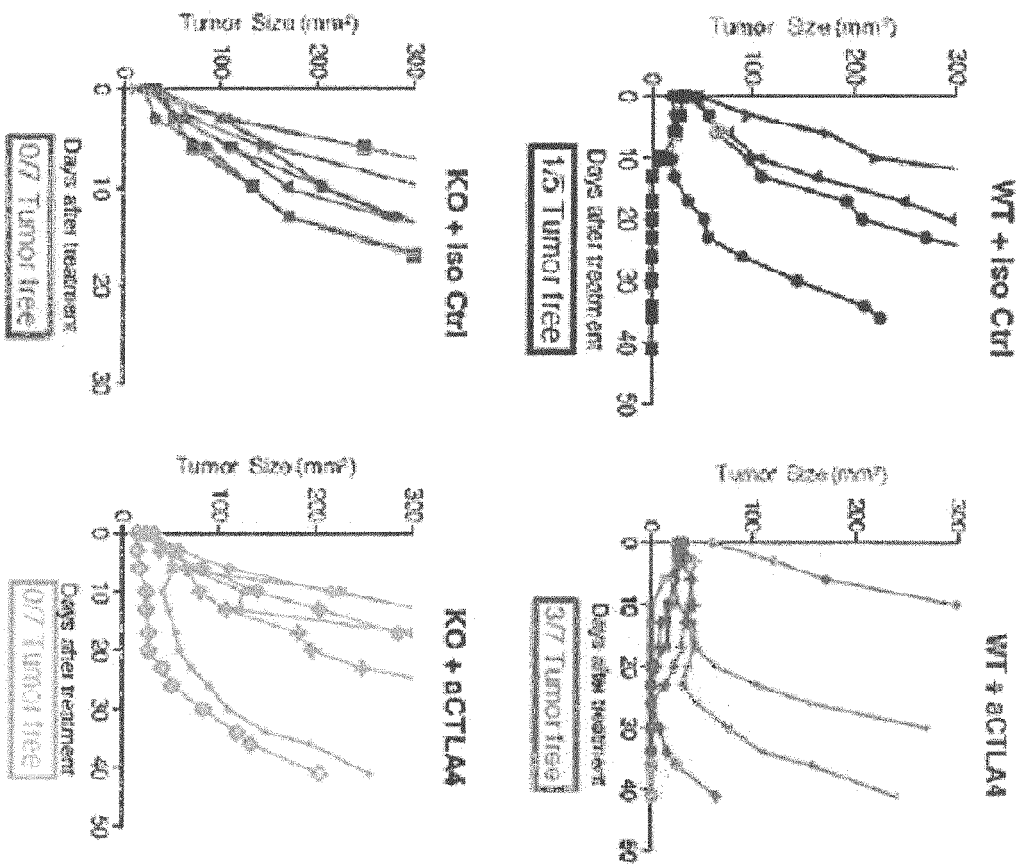 WT + Iso Ctrl
Tumor Size (mm²)
300
200
100
0
0 10 20 30 40 50
Days after treatment
1/5 Tumor free
WT + aCTLA4
Tumor Size (mm²)
300
200
100
0
0 10 20 30 40 50
Days after treatment
3/7 Tumor free
KO + Iso Ctrl
Tumor Size (mm²)
300
200
100
0
0 10 20 30
Days after treatment
0/7 Tumor free
KO + aCTLA4
Tumor Size (mm²)
300
200
100
0
0 10 20 30 40 50
Days after treatment
0/7 Tumor free